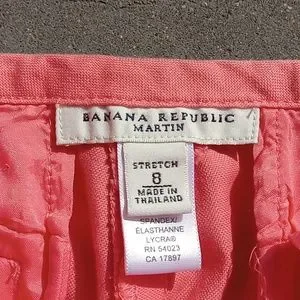 BANANA REPUBLIC
MARTIN
STRETCH
8
MADE IN
THAILAND
SPANDEX/
ÉLASTHANNE
LYCRA®
RN 54023
CA 17897